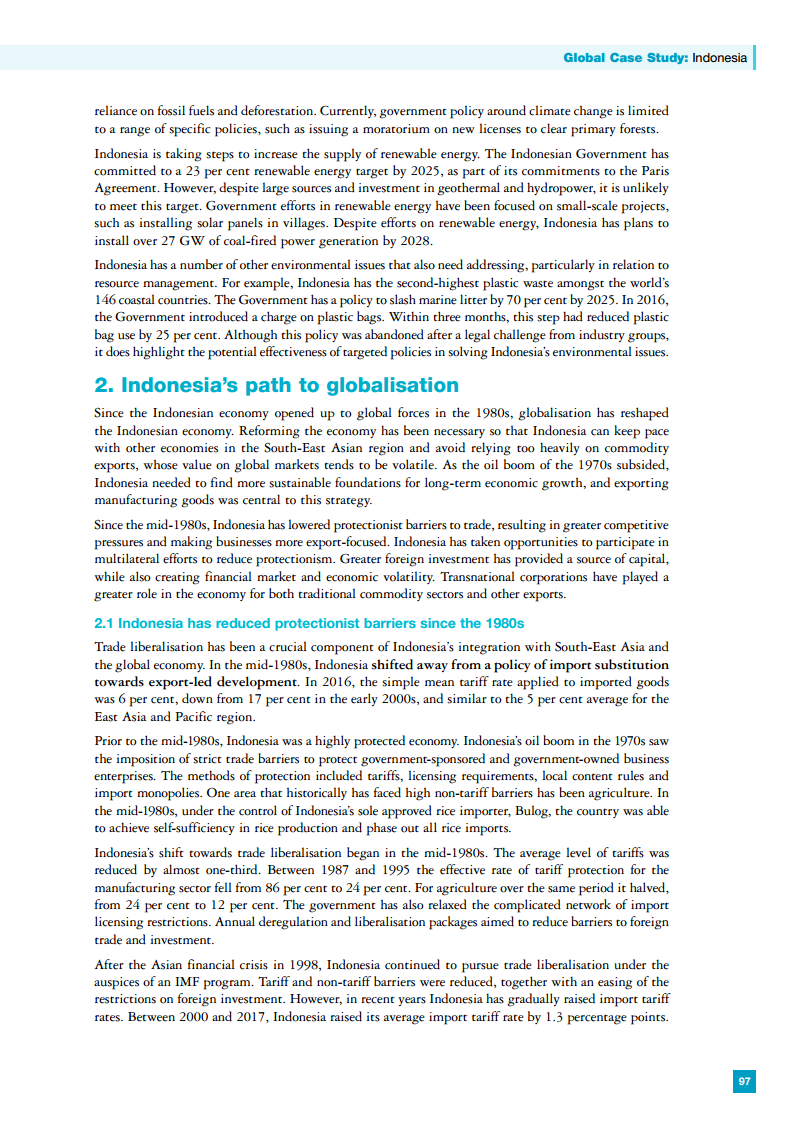 Global Case Study: Indonesia
reliance on fossil fuels and deforestation. Currently, government policy around climate change is limited
to a range of specific policies, such as issuing a moratorium on new licenses to clear primary forests.
Indonesia is taking steps to increase the supply of renewable energy. The Indonesian Government has
committed to a 23 per cent renewable energy target by 2025, as part of its commitments to the Paris
Agreement. However, despite large sources and investment in geothermal and hydropower, it is unlikely
to meet this target. Government efforts in renewable energy have been focused on small-scale projects,
such as installing solar panels in villages. Despite efforts on renewable energy, Indonesia has plans to
install over 27 GW of coal-fired power generation by 2028.
Indonesia has a number of other environmental issues that also need addressing, particularly in relation to
resource management. For example, Indonesia has the second-highest plastic waste amongst the world’s
146 coastal countries. The Government has a policy to slash marine litter by 70 per cent by 2025. In 2016,
the Government introduced a charge on plastic bags. Within three months, this step had reduced plastic
bag use by 25 per cent. Although this policy was abandoned after a legal challenge from industry groups,
it does highlight the potential effectiveness of targeted policies in solving Indonesia’s environmental issues.
2. Indonesia’s path to globalisation
Since the Indonesian economy opened up to global forces in the 1980s, globalisation has reshaped
the Indonesian economy. Reforming the economy has been necessary so that Indonesia can keep pace
with other economies in the South-East Asian region and avoid relying too heavily on commodity
exports, whose value on global markets tends to be volatile. As the oil boom of the 1970s subsided,
Indonesia needed to find more sustainable foundations for long-term economic growth, and exporting
manufacturing goods was central to this strategy.
Since the mid-1980s, Indonesia has lowered protectionist barriers to trade, resulting in greater competitive
pressures and making businesses more export-focused. Indonesia has taken opportunities to participate in
multilateral efforts to reduce protectionism. Greater foreign investment has provided a source of capital,
while also creating financial market and economic volatility. Transnational corporations have played a
greater role in the economy for both traditional commodity sectors and other exports.
2.1 Indonesia has reduced protectionist barriers since the 1980s
Trade liberalisation has been a crucial component of Indonesia’s integration with South-East Asia and
the global economy. In the mid-1980s, Indonesia shifted away from a policy of import substitution
towards export-led development. In 2016, the simple mean tariff rate applied to imported goods
was 6 per cent, down from 17 per cent in the early 2000s, and similar to the 5 per cent average for the
East Asia and Pacific region.
Prior to the mid-1980s, Indonesia was a highly protected economy. Indonesia’s oil boom in the 1970s saw
the imposition of strict trade barriers to protect government-sponsored and government-owned business
enterprises. The methods of protection included tariffs, licensing requirements, local content rules and
import monopolies. One area that historically has faced high non-tariff barriers has been agriculture. In
the mid-1980s, under the control of Indonesia’s sole approved rice importer, Bulog, the country was able
to achieve self-sufficiency in rice production and phase out all rice imports.
Indonesia’s shift towards trade liberalisation began in the mid-1980s. The average level of tariffs was
reduced by almost one-third. Between 1987 and 1995 the effective rate of tariff protection for the
manufacturing sector fell from 86 per cent to 24 per cent. For agriculture over the same period it halved,
from 24 per cent to 12 per cent. The government has also relaxed the complicated network of import
licensing restrictions. Annual deregulation and liberalisation packages aimed to reduce barriers to foreign
trade and investment.
After the Asian financial crisis in 1998, Indonesia continued to pursue trade liberalisation under the
auspices of an IMF program. Tariff and non-tariff barriers were reduced, together with an easing of the
restrictions on foreign investment. However, in recent years Indonesia has gradually raised import tariff
rates. Between 2000 and 2017, Indonesia raised its average import tariff rate by 1.3 percentage points.
97